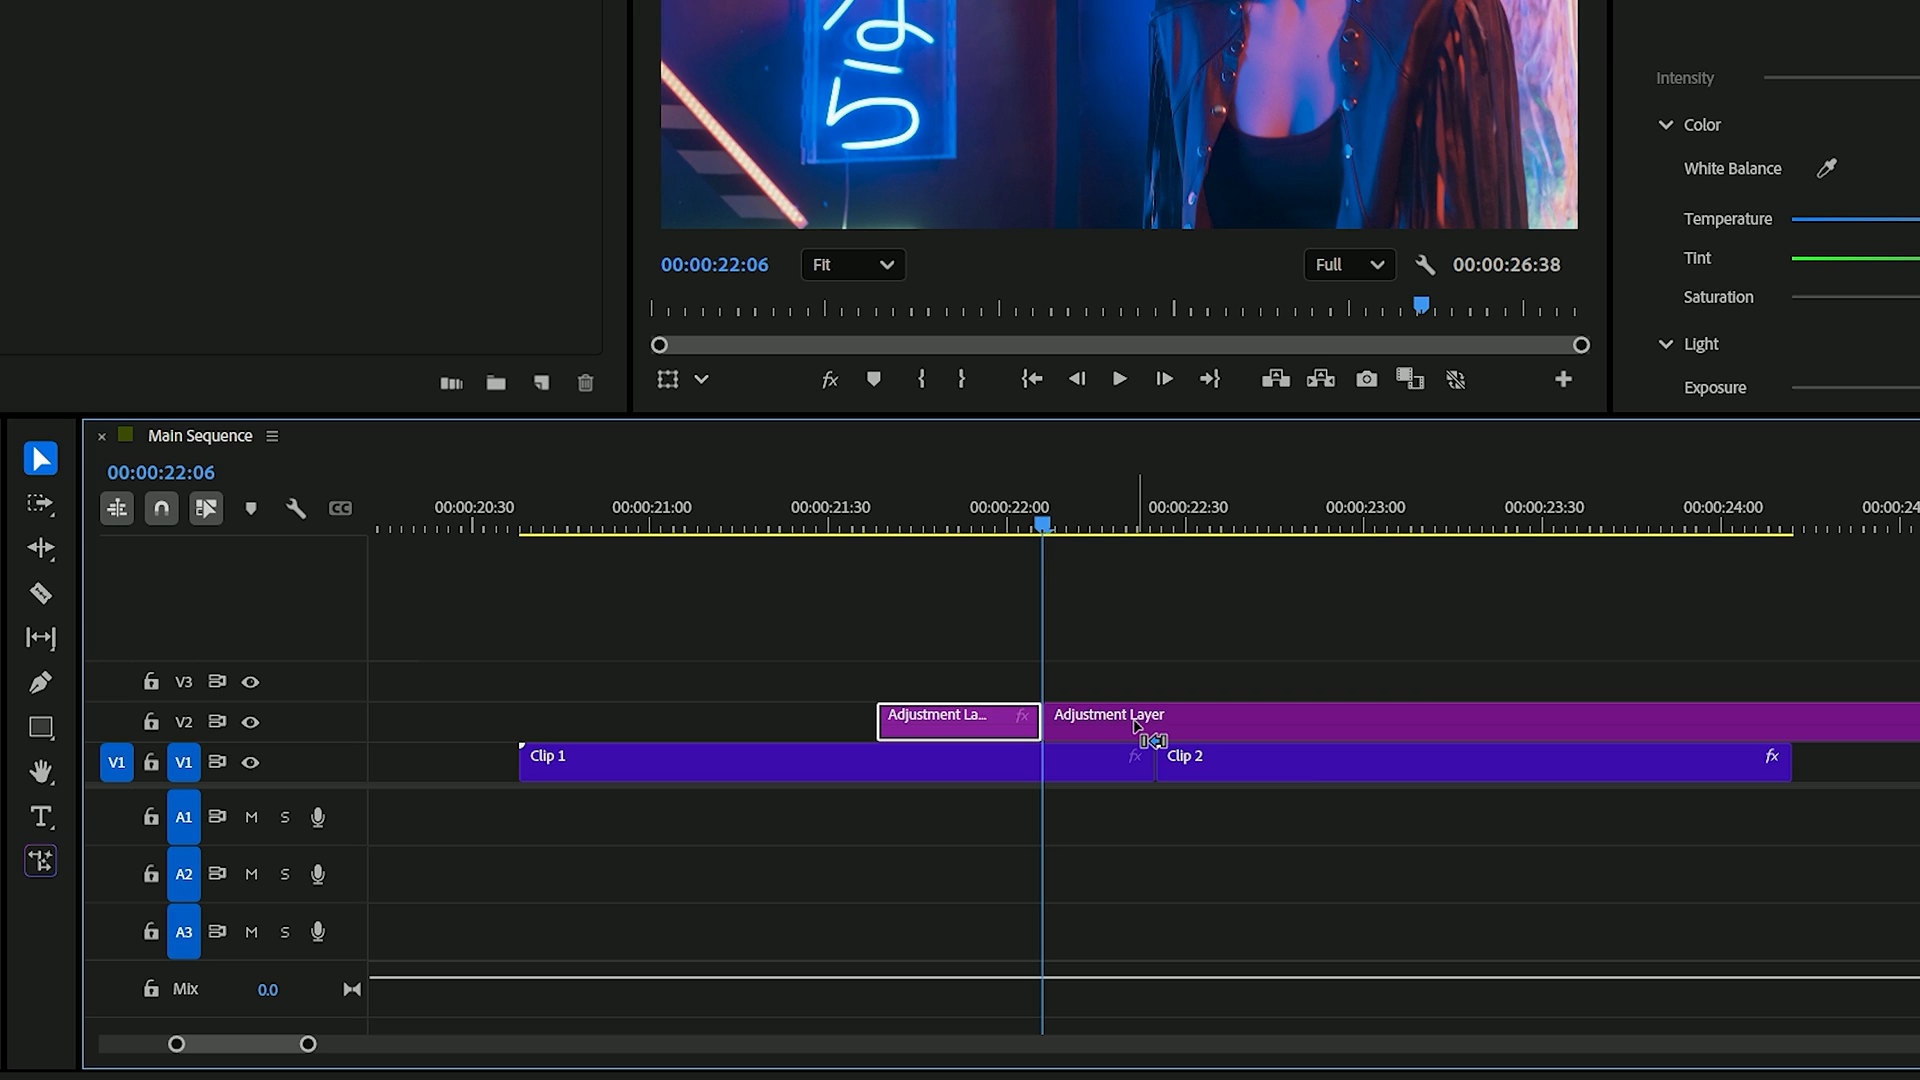 な
ら
Intensity
Color
White Balance
Temperature
Tint
Saturation
Light
Exposure
00:00:22:06
Fit
Full
00:00:26:38
× Main Sequence
00:00:22:06
CC
00:00:20:30 00:00:21:00 00:00:21:30 00:00:22:00 00:00:22:30 00:00:23:00 00:00:23:30 00:00:24:00 00:00:24
V3
V2
Adjustment La... fx
Adjustment Layer
V1 V1
Clip 1 fx
Clip 2 fx
A1 M S
A2 M S
A3 M S
Mix 0.0
fx
T